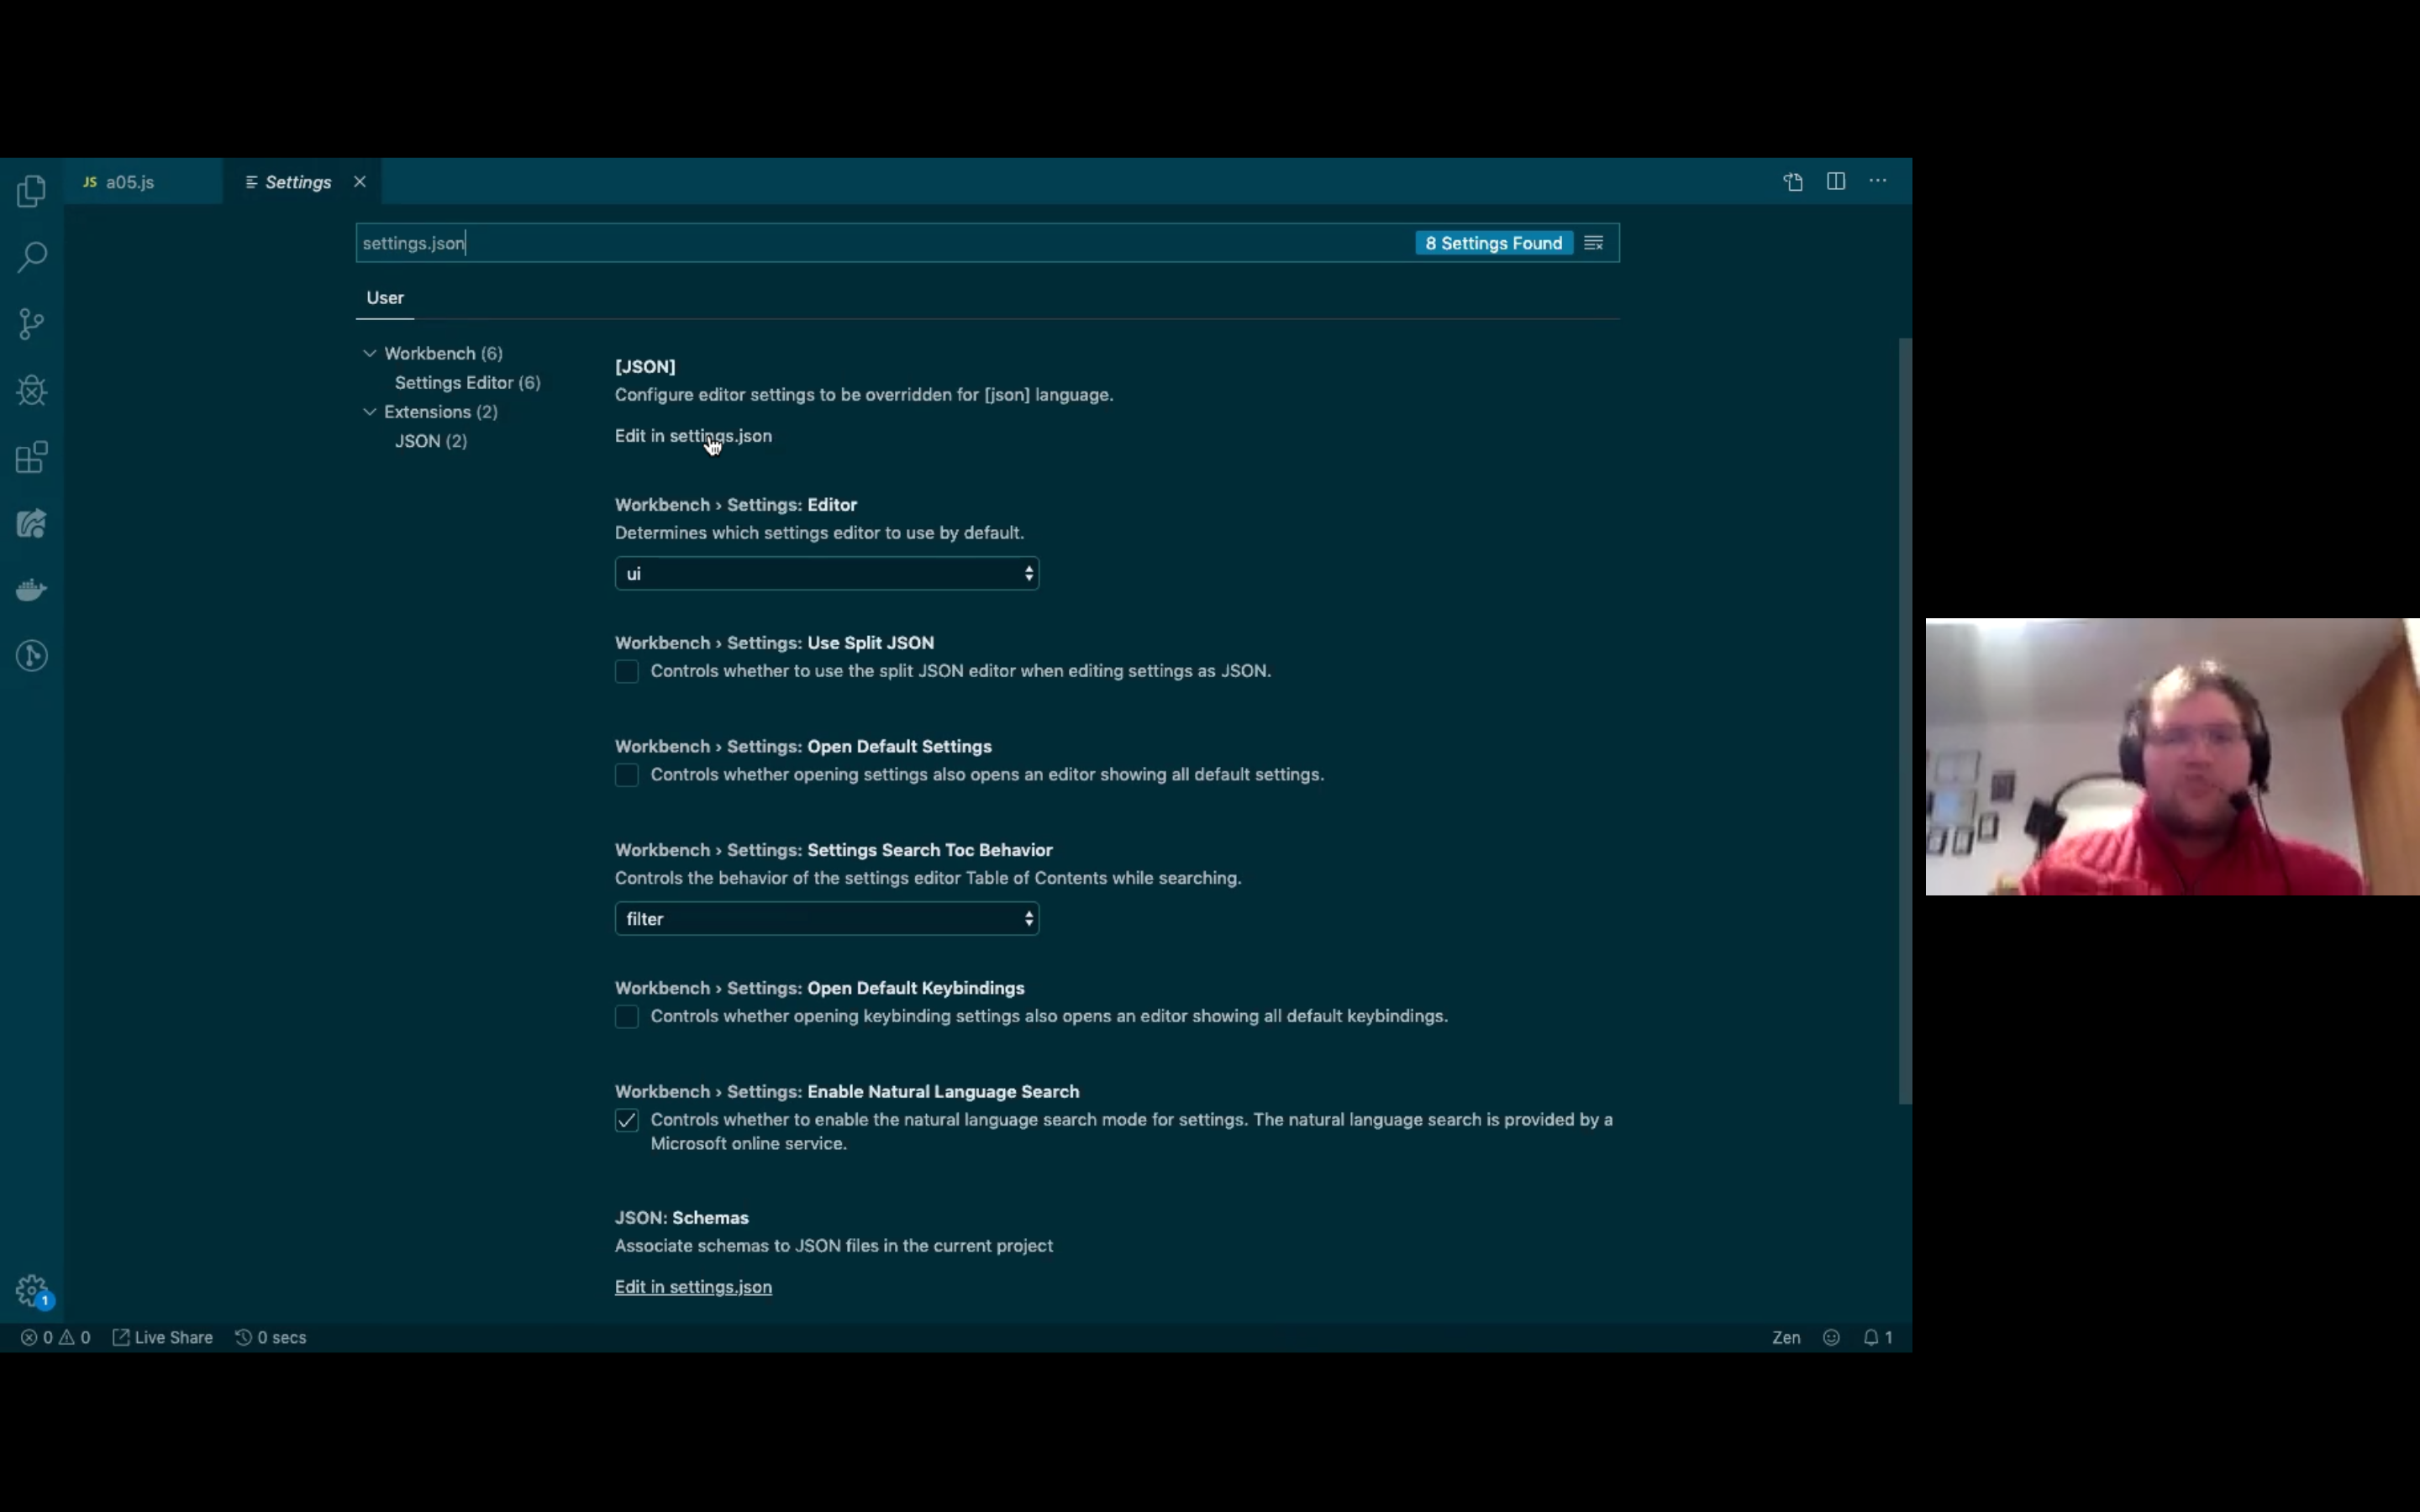 JS a05.js
Settings
settings.json
8 Settings Found
User
Workbench (6)
Settings Editor (6)
Extensions (2)
JSON (2)
[JSON]
Configure editor settings to be overridden for [json] language.
Edit in settings.json
Workbench › Settings: Editor
Determines which settings editor to use by default.
ui
Workbench › Settings: Use Split JSON
Controls whether to use the split JSON editor when editing settings as JSON.
Workbench › Settings: Open Default Settings
Controls whether opening settings also opens an editor showing all default settings.
Workbench › Settings: Settings Search Toc Behavior
Controls the behavior of the settings editor Table of Contents while searching.
filter
Workbench › Settings: Open Default Keybindings
Controls whether opening keybinding settings also opens an editor showing all default keybindings.
Workbench › Settings: Enable Natural Language Search
Controls whether to enable the natural language search mode for settings. The natural language search is provided by a
Microsoft online service.
JSON: Schemas
Associate schemas to JSON files in the current project
Edit in settings.json
1
0 0 Live Share 0 secs
Zen 1